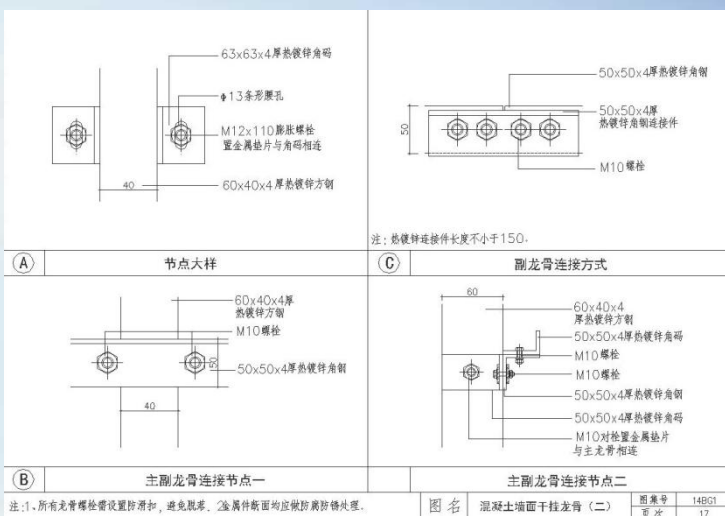 63x63x4厚热镀锌角码
Φ13条形腰孔
M12x110膨胀螺栓
置金属垫片与角码相连
60x40x4厚热镀锌方钢
40
A
节点大样
50x50x4厚热镀锌角钢
50x50x4厚
热镀锌角钢连接件
M10螺栓
50
注:热镀锌连接件长度不小于150.
C
副龙骨连接方式
60x40x4厚
热镀锌方钢
M10螺栓
50x50x4厚热镀锌角钢
50
40
B
主副龙骨连接节点一
60
60x40x4
厚热镀锌方钢
50x50x4厚热镀锌角码
M10螺栓
M10螺栓
50x50x4厚热镀锌角钢
50x50x4厚热镀锌角码
M10对栓置金属垫片
与主龙骨相连
主副龙骨连接节点二
注:1、所有龙骨螺栓需设置防滑扣,避免脱落. 2金属件断面均应做防腐防锈处理.
图名
混凝土墙面干挂龙骨(二)
图集号
14BG1
页次
17